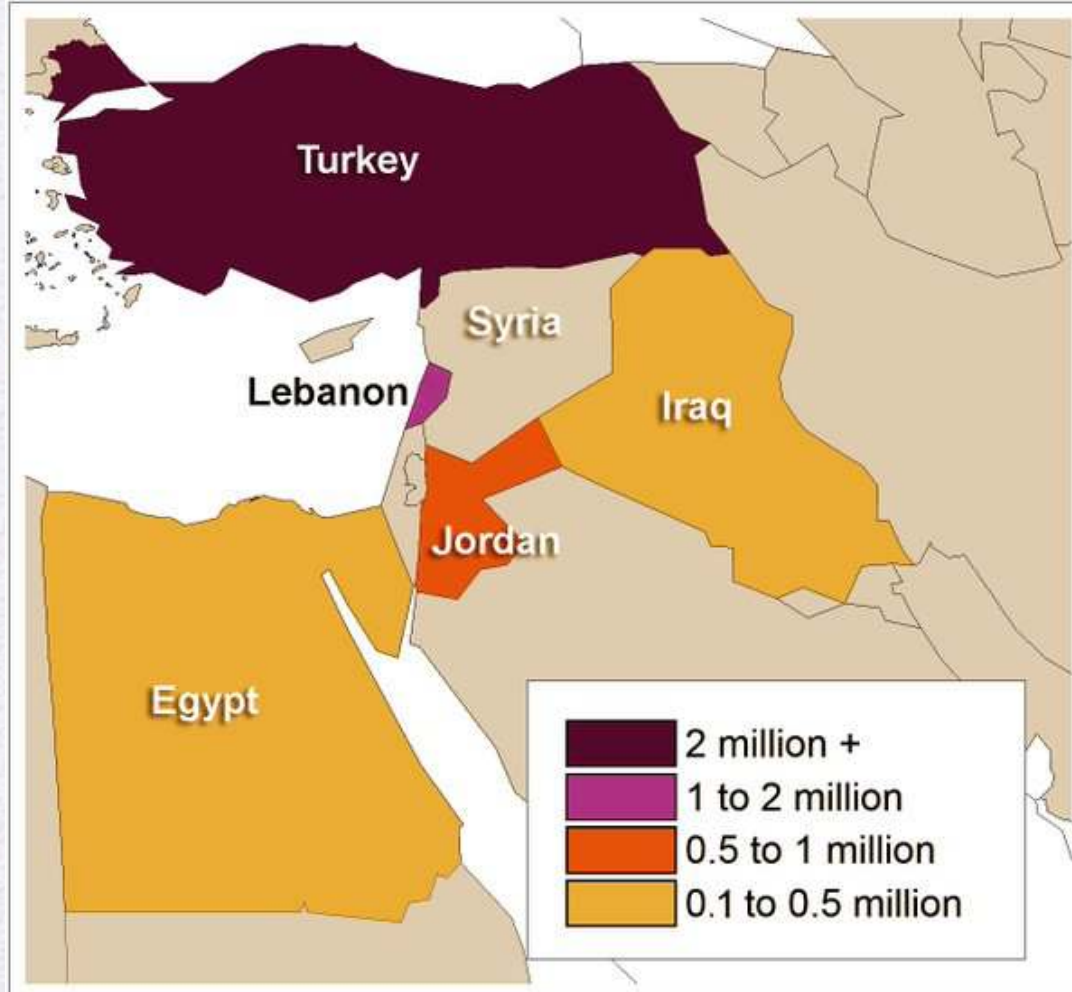 Turkey
Syria
Lebanon
Iraq
Jordan
Egypt
2 million +
1 to 2 million
0.5 to 1 million
0.1 to 0.5 million